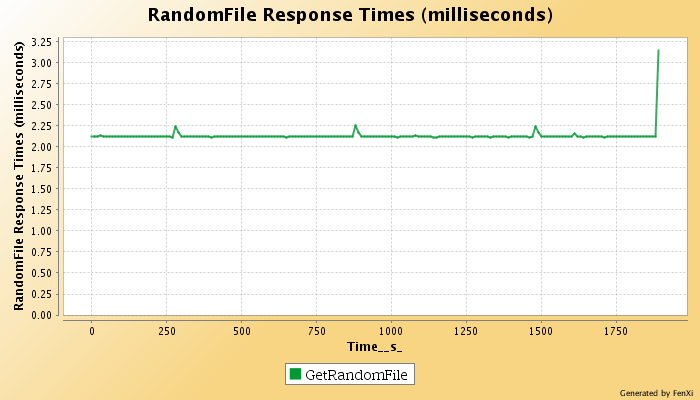 RandomFile Response Times (milliseconds)
RandomFile Response Times (milliseconds)
3.25
3.00
2.75
2.50
2.25
2.00
1.75
1.50
1.25
1.00
0.75
0.50
0.25
0.00
0 250 500 750 1000 1250 1500 1750
Time__s_
GetRandomFile
Generated by FenXi